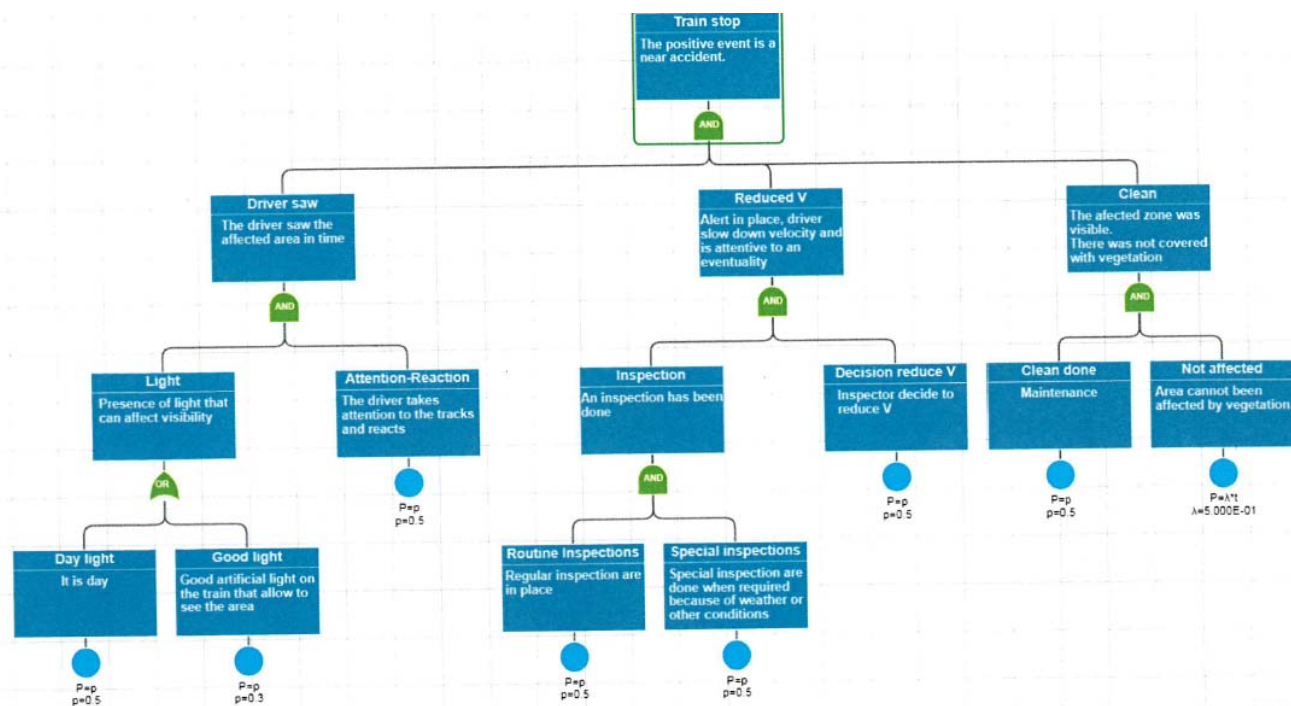 Train stop
The positive event is a
near accident.
AND
Driver saw
The driver saw the
affected area in time
AND
Reduced V
Alert in place, driver
slow down velocity and
is attentive to an
eventuality
AND
Clean
The afected zone was
visible.
There was not covered
with vegetation
AND
Light
Presence of light that
can affect visibility
OR
Attention-Reaction
The driver takes
attention to the tracks
and reacts
P=p
p=0.5
Inspection
An inspection has been
done
AND
Decision reduce V
Inspector decide to
reduce V
P=p
p=0.5
Clean done
Maintenance
P=p
p=0.5
Not affected
Area cannot been
affected by vegetation
P=λ*t
λ=5.000E-01
Day light
It is day
P=p
p=0.5
Good light
Good artificial light on
the train that allow to
see the area
P=p
p=0.3
Routine Inspections
Regular inspection are
in place
P=p
p=0.5
Special inspections
Special inspection are
done when required
because of weather or
other conditions
P=p
p=0.5